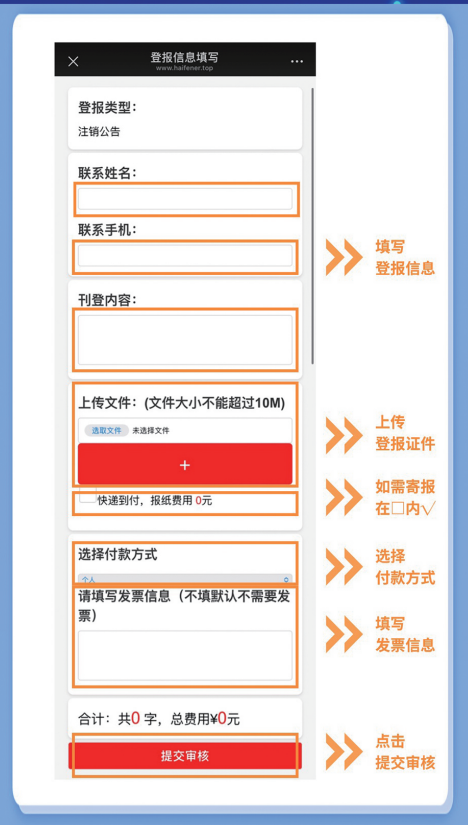 登报信息填写
www.haifener.top
登报类型：
注销公告
联系姓名：
联系手机：
填写
登报信息
刊登内容：
上传文件：(文件大小不能超过10M)
选取文件 未选择文件
+
上传
登报证件
快递到付，报纸费用 0元
如需寄报
在□内√
选择付款方式
个人
选择
付款方式
请填写发票信息（不填默认不需要发
票）
填写
发票信息
合计：共0 字，总费用¥0元
提交审核
点击
提交审核